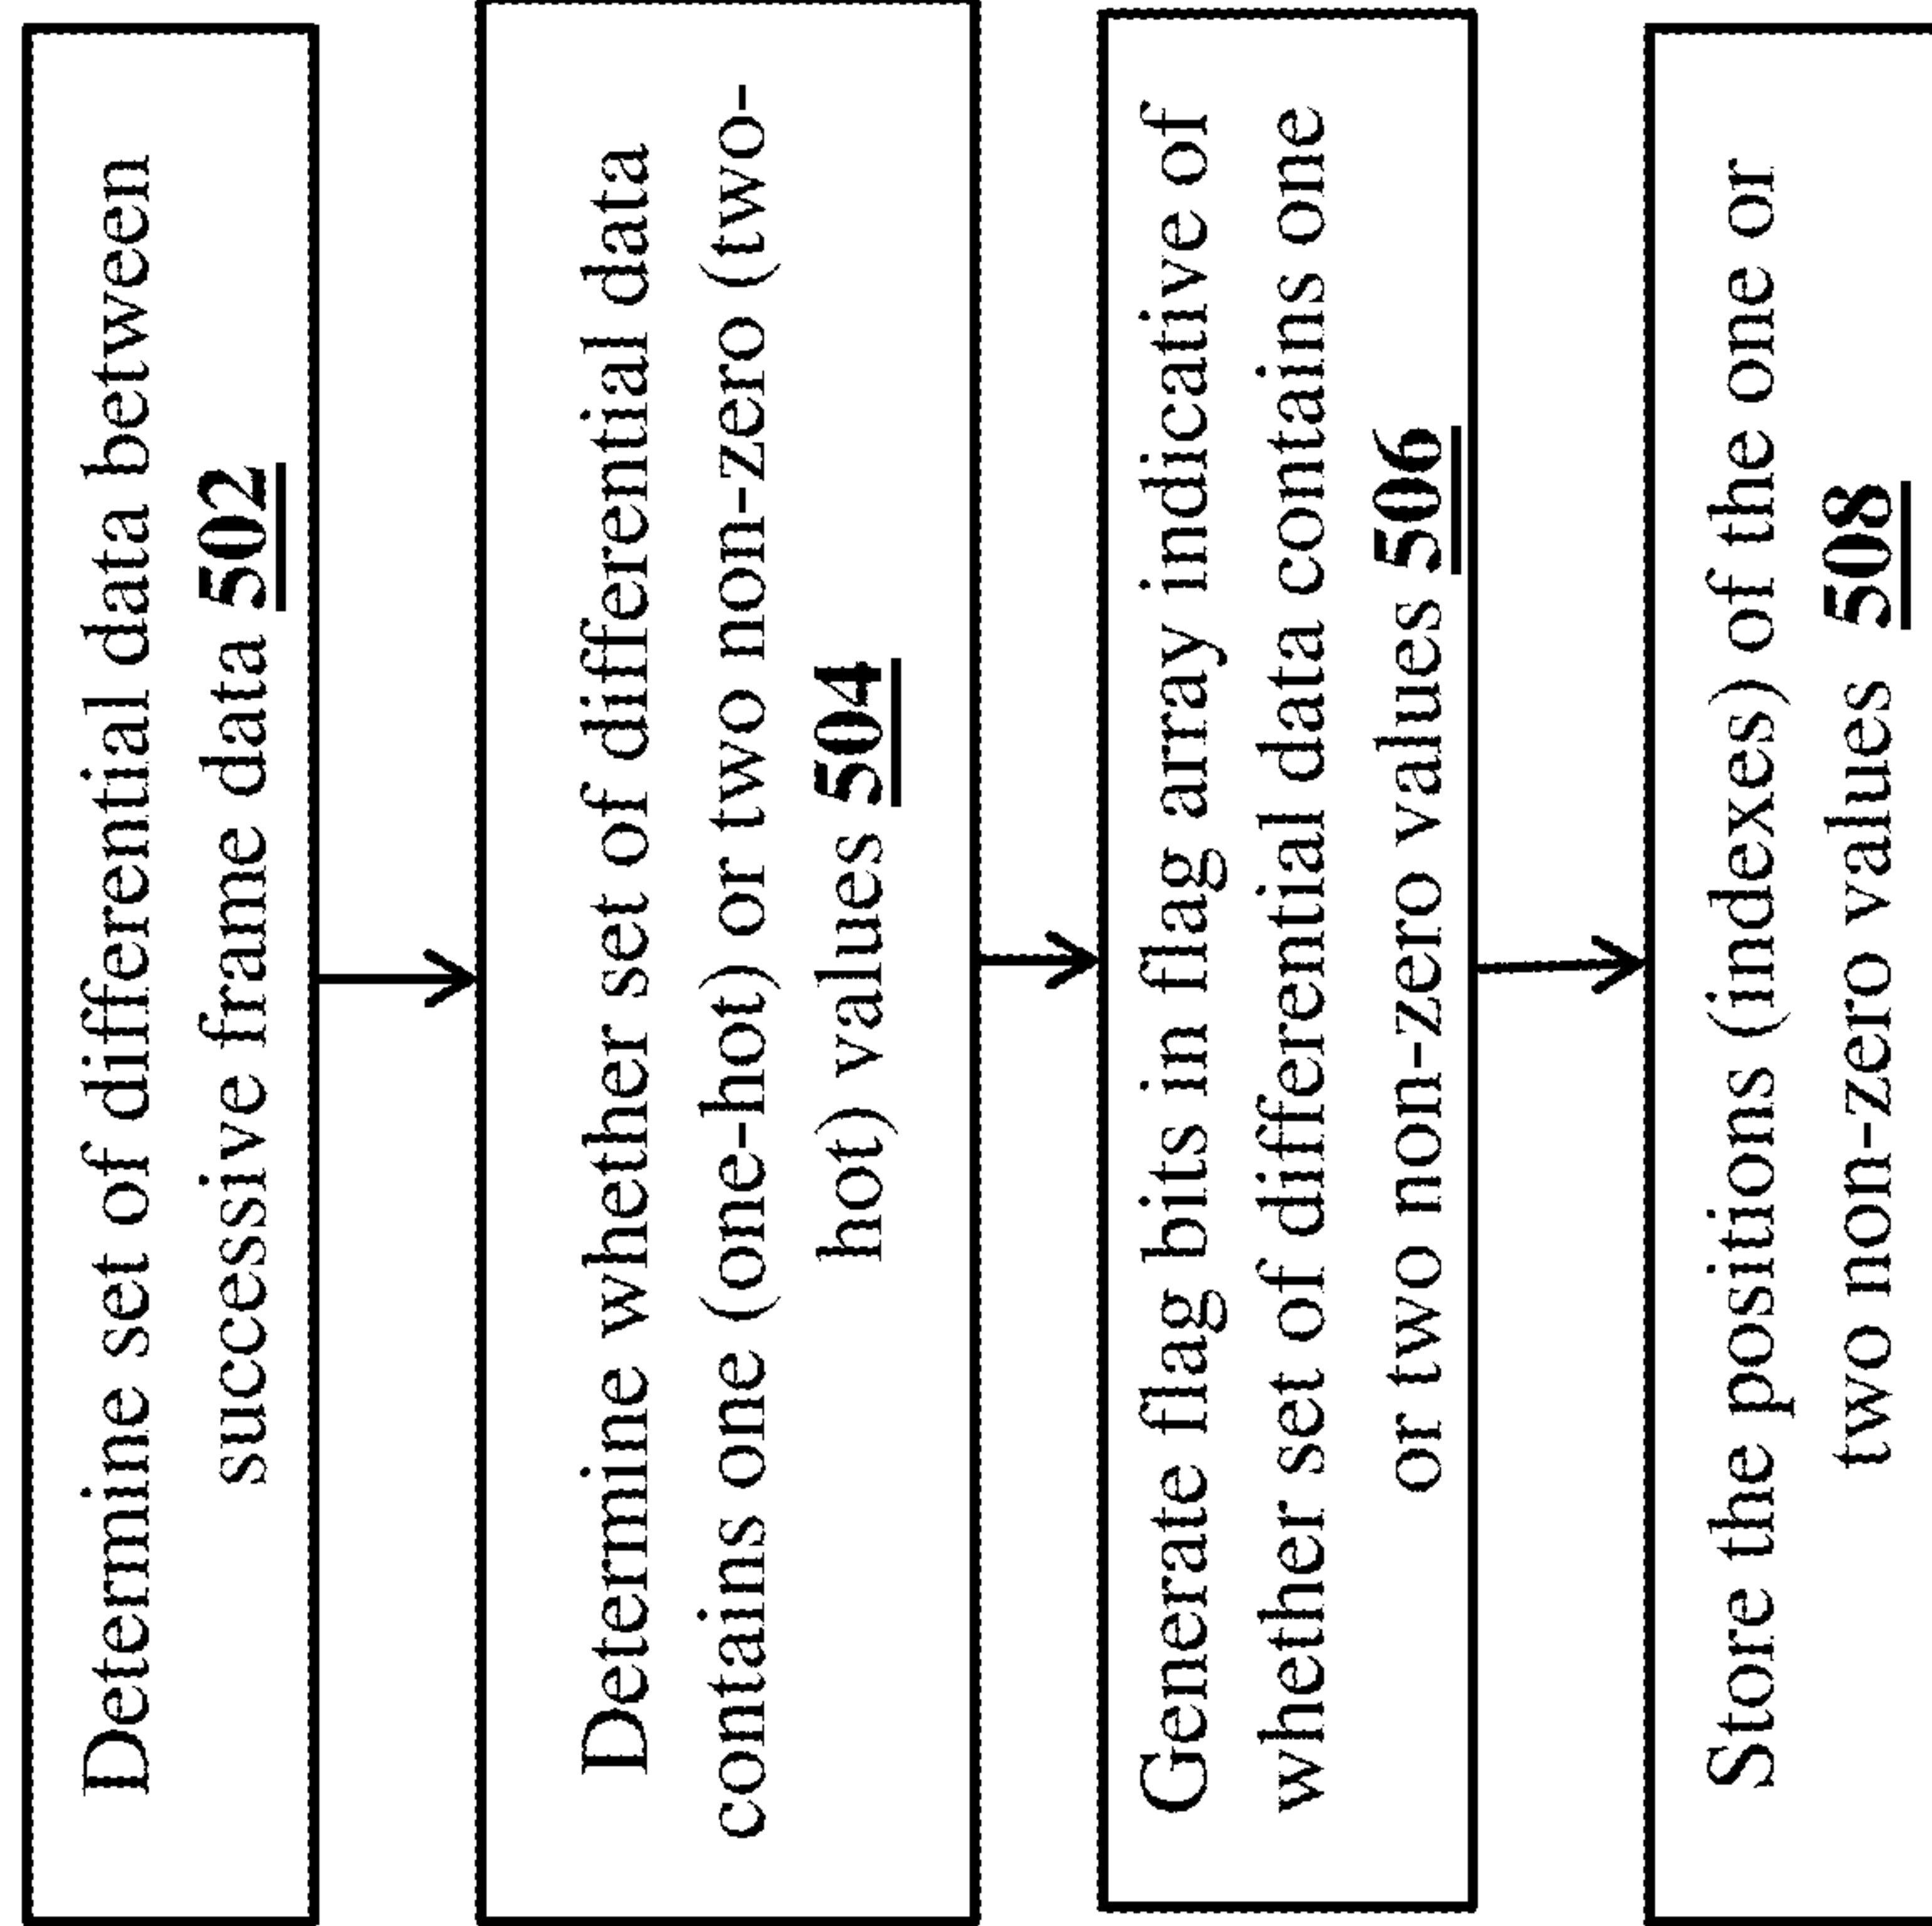 Determine set of differential data between
successive frame data 502
Determine whether set of differential data
contains one (one-hot) or two non-zero (two-
hot) values 504
Generate flag bits in flag array indicative of
whether set of differential data contains one
or two non-zero values 506
Store the positions (indexes) of the one or
two non-zero values 508